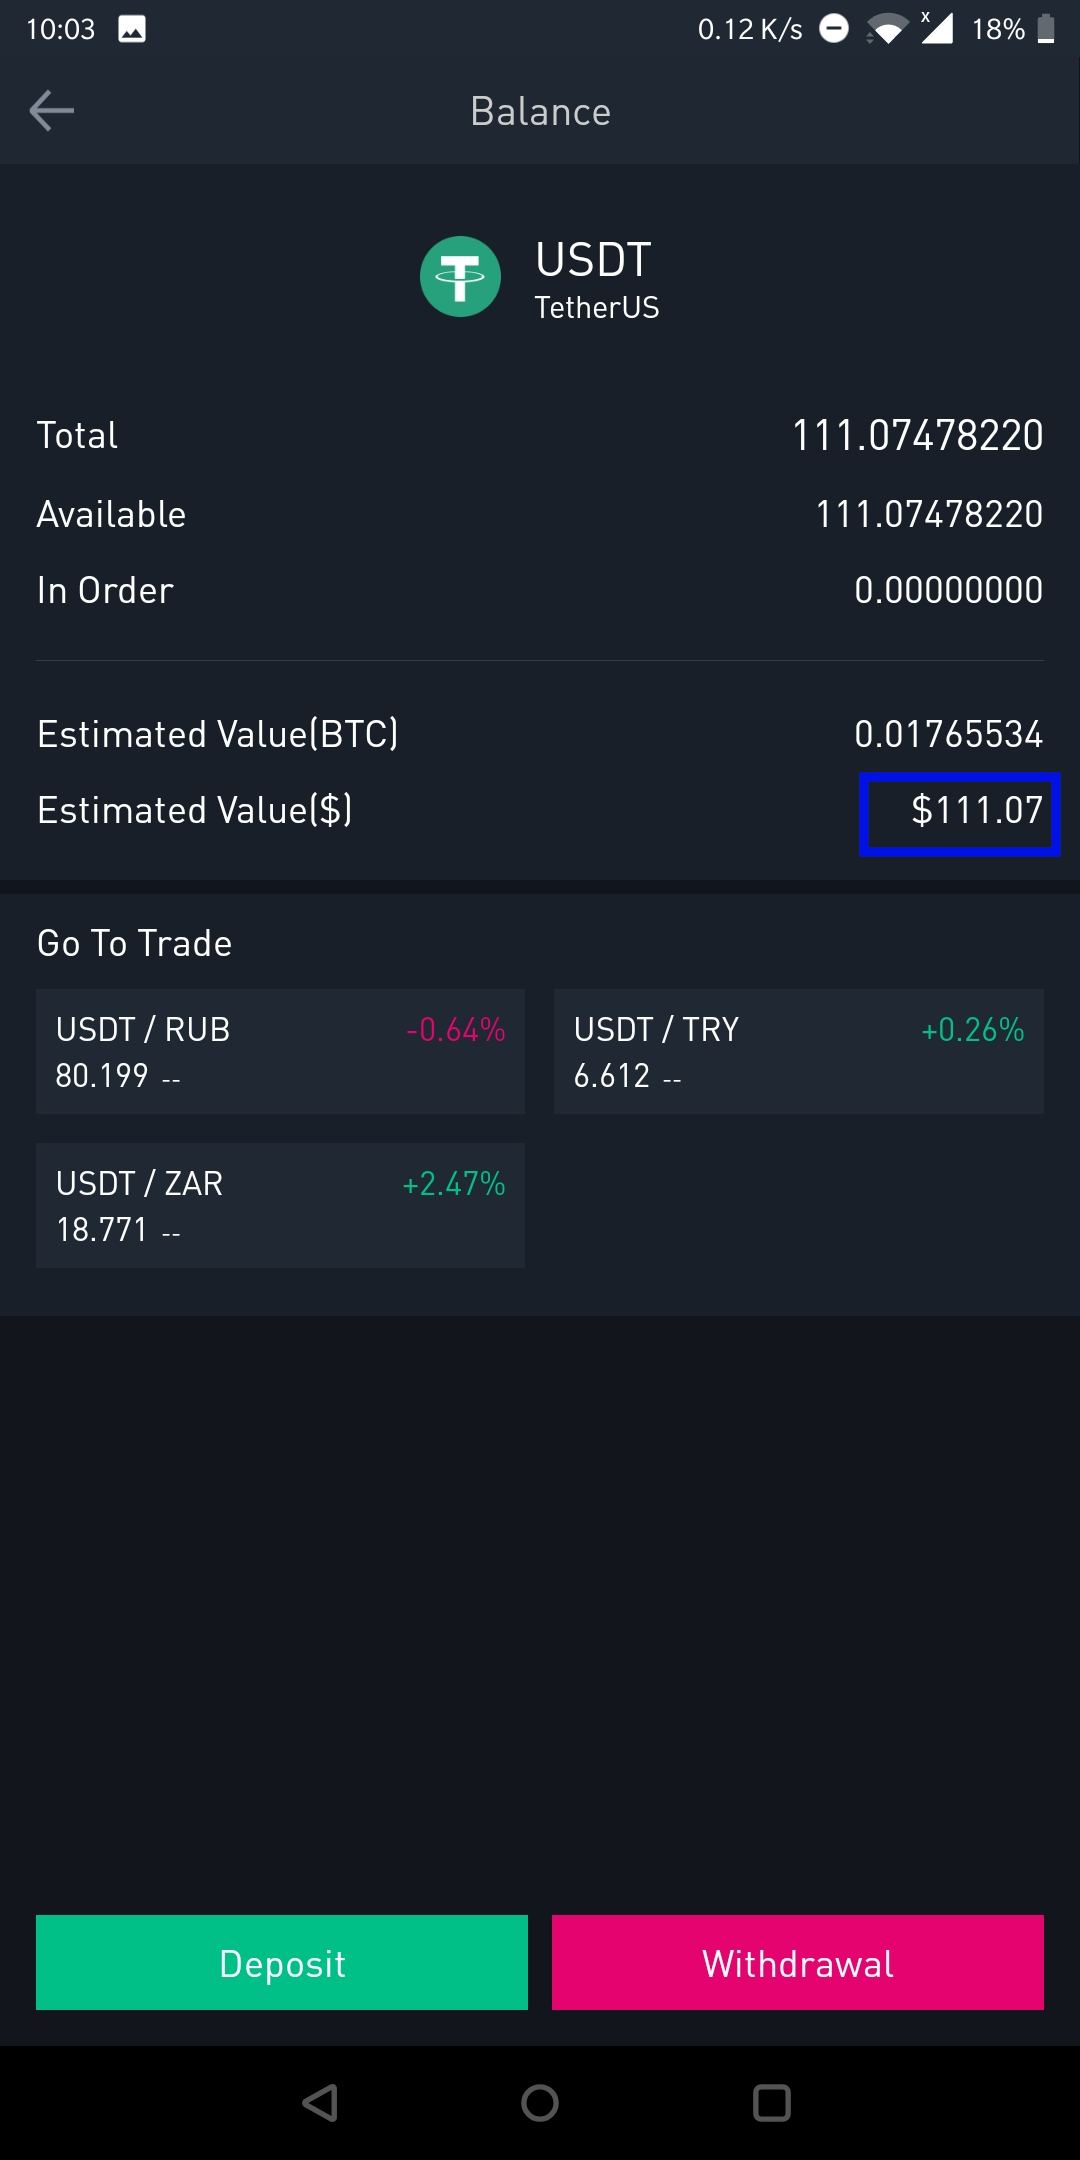 10:03 0.12 K/s x 18%
Balance
USDT
TetherUS
Total 111.07478220
Available 111.07478220
In Order 0.00000000
Estimated Value(BTC) 0.01765534
Estimated Value($) $111.07
Go To Trade
USDT / RUB -0.64%
80.199 --
USDT / TRY +0.26%
6.612 --
USDT / ZAR +2.47%
18.771 --
Deposit
Withdrawal